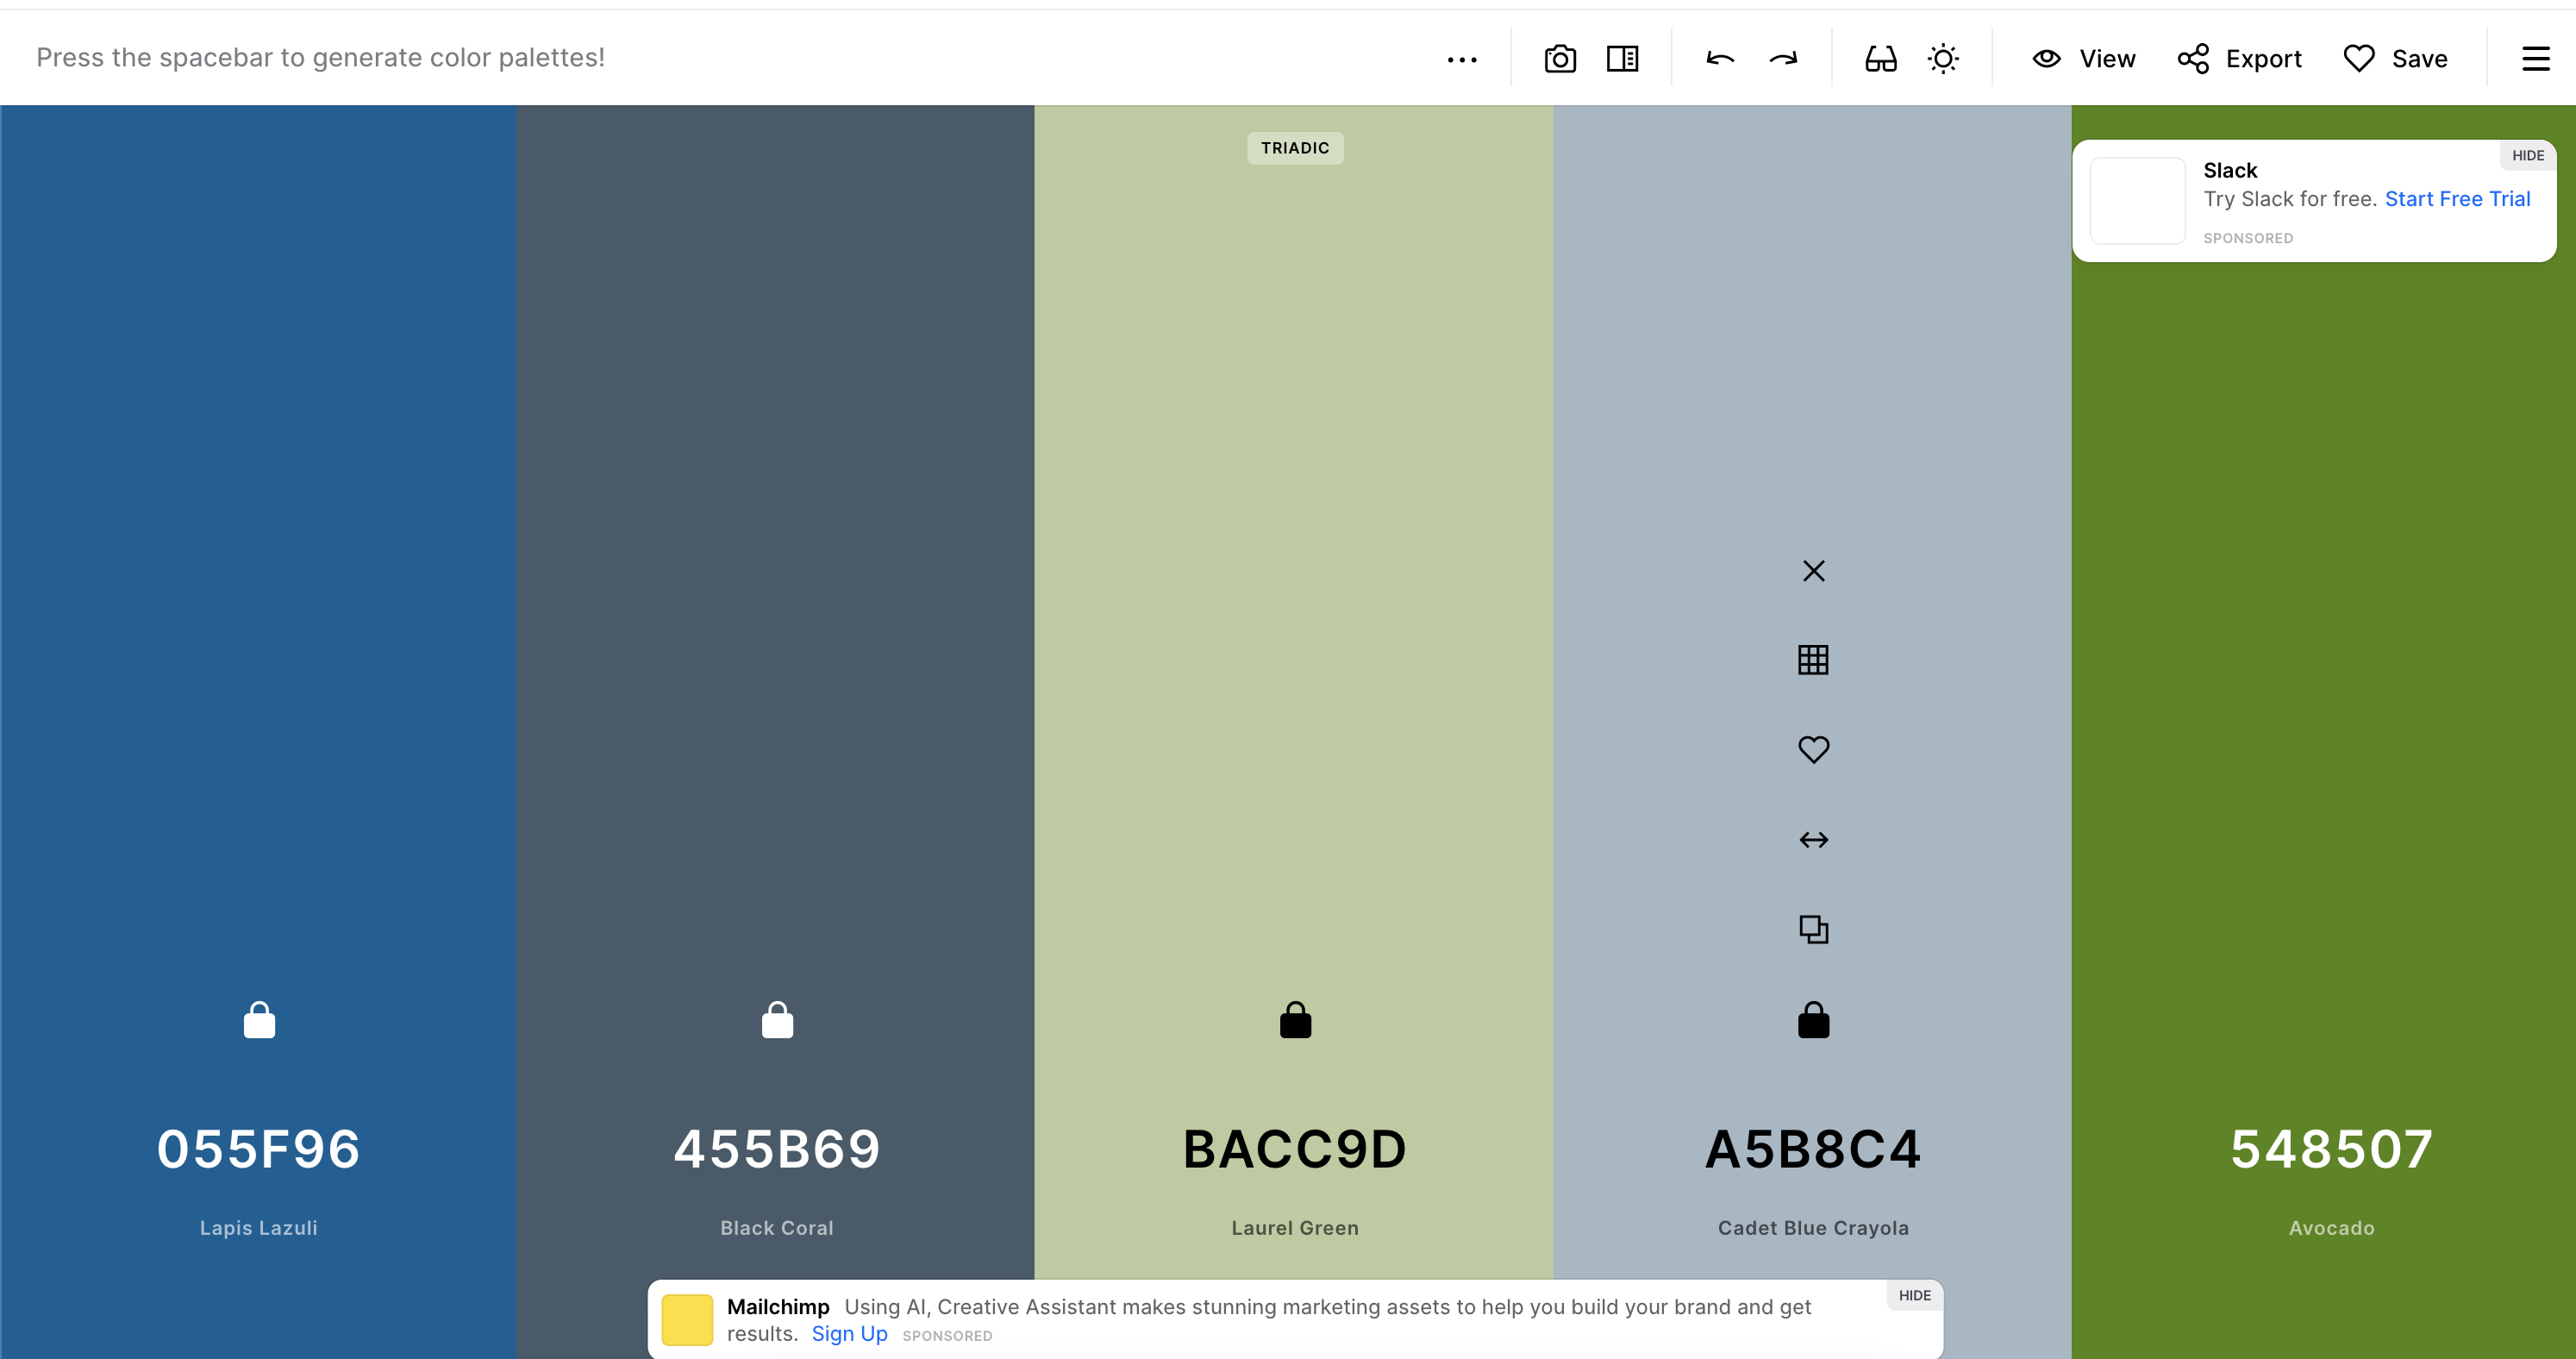 Press the spacebar to generate color palettes!
View
Export
Save
TRIADIC
HIDE
Slack
Try Slack for free. Start Free Trial
SPONSORED
055F96
455B69
BACC9D
A5B8C4
548507
Lapis Lazuli
Black Coral
Laurel Green
Cadet Blue Crayola
Avocado
HIDE
Mailchimp Using AI, Creative Assistant makes stunning marketing assets to help you build your brand and get
results. Sign Up SPONSORED